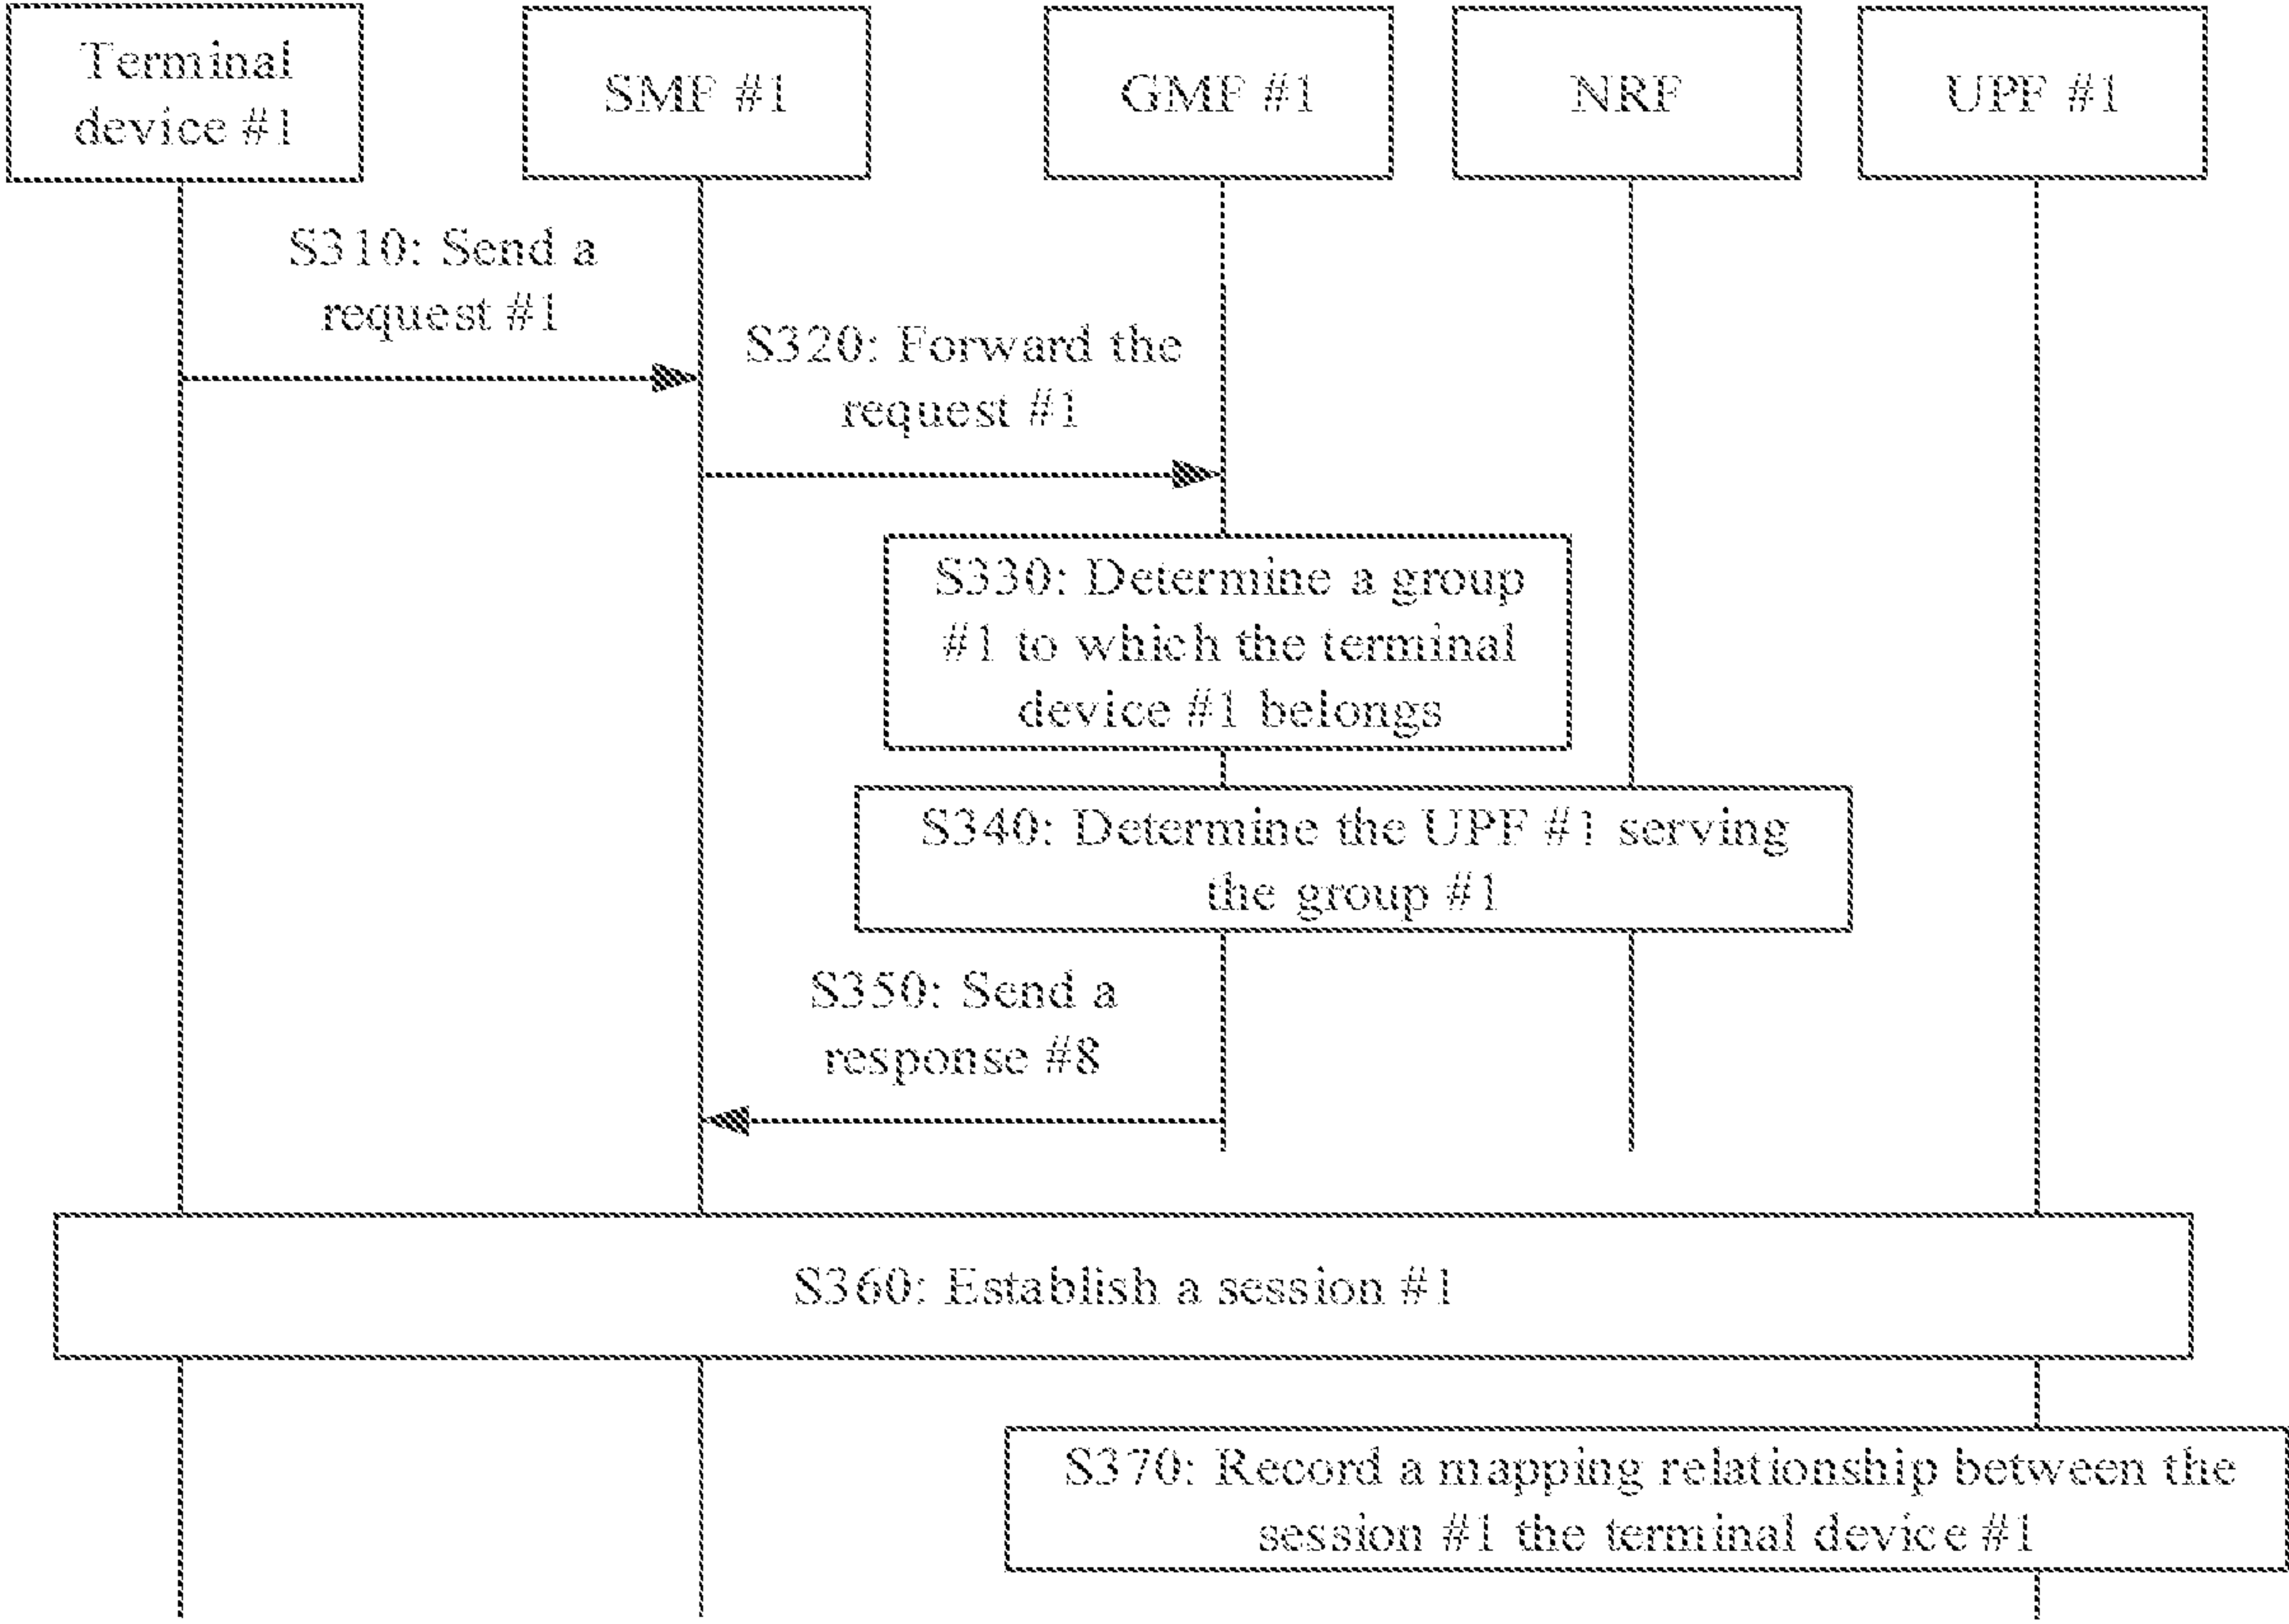 Terminal
device #1
SMF #1
GMF #1
NRF
UPF #1
S310: Send a
request #1
S320: Forward the
request #1
S330: Determine a group
#1 to which the terminal
device #1 belongs
S340: Determine the UPF #1 serving
the group #1
S350: Send a
response #8
S360: Establish a session #1
S370: Record a mapping relationship between the
session #1 the terminal device #1